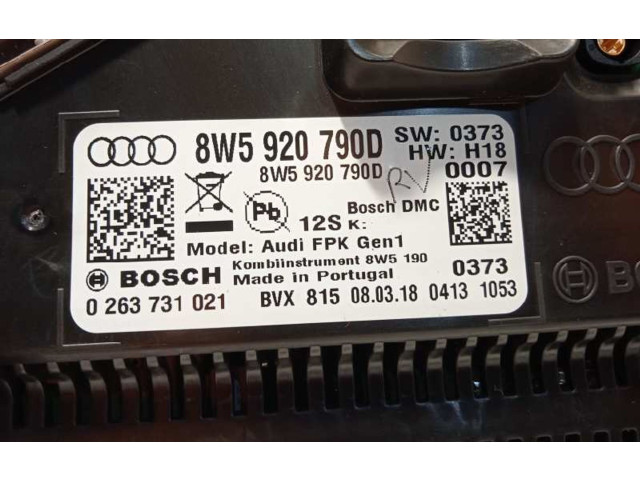 8W5 920 790D SW: 0373
8W5 920 790D HW: H18
RV 0007
Pb 12S K: Bosch DMC
Model: Audi FPK Gen1
BOSCH Kombiinstrument 8W5 190
Made in Portugal 0373
0 263 731 021 BVX 815 08.03.18 0413 1053
BOSCH